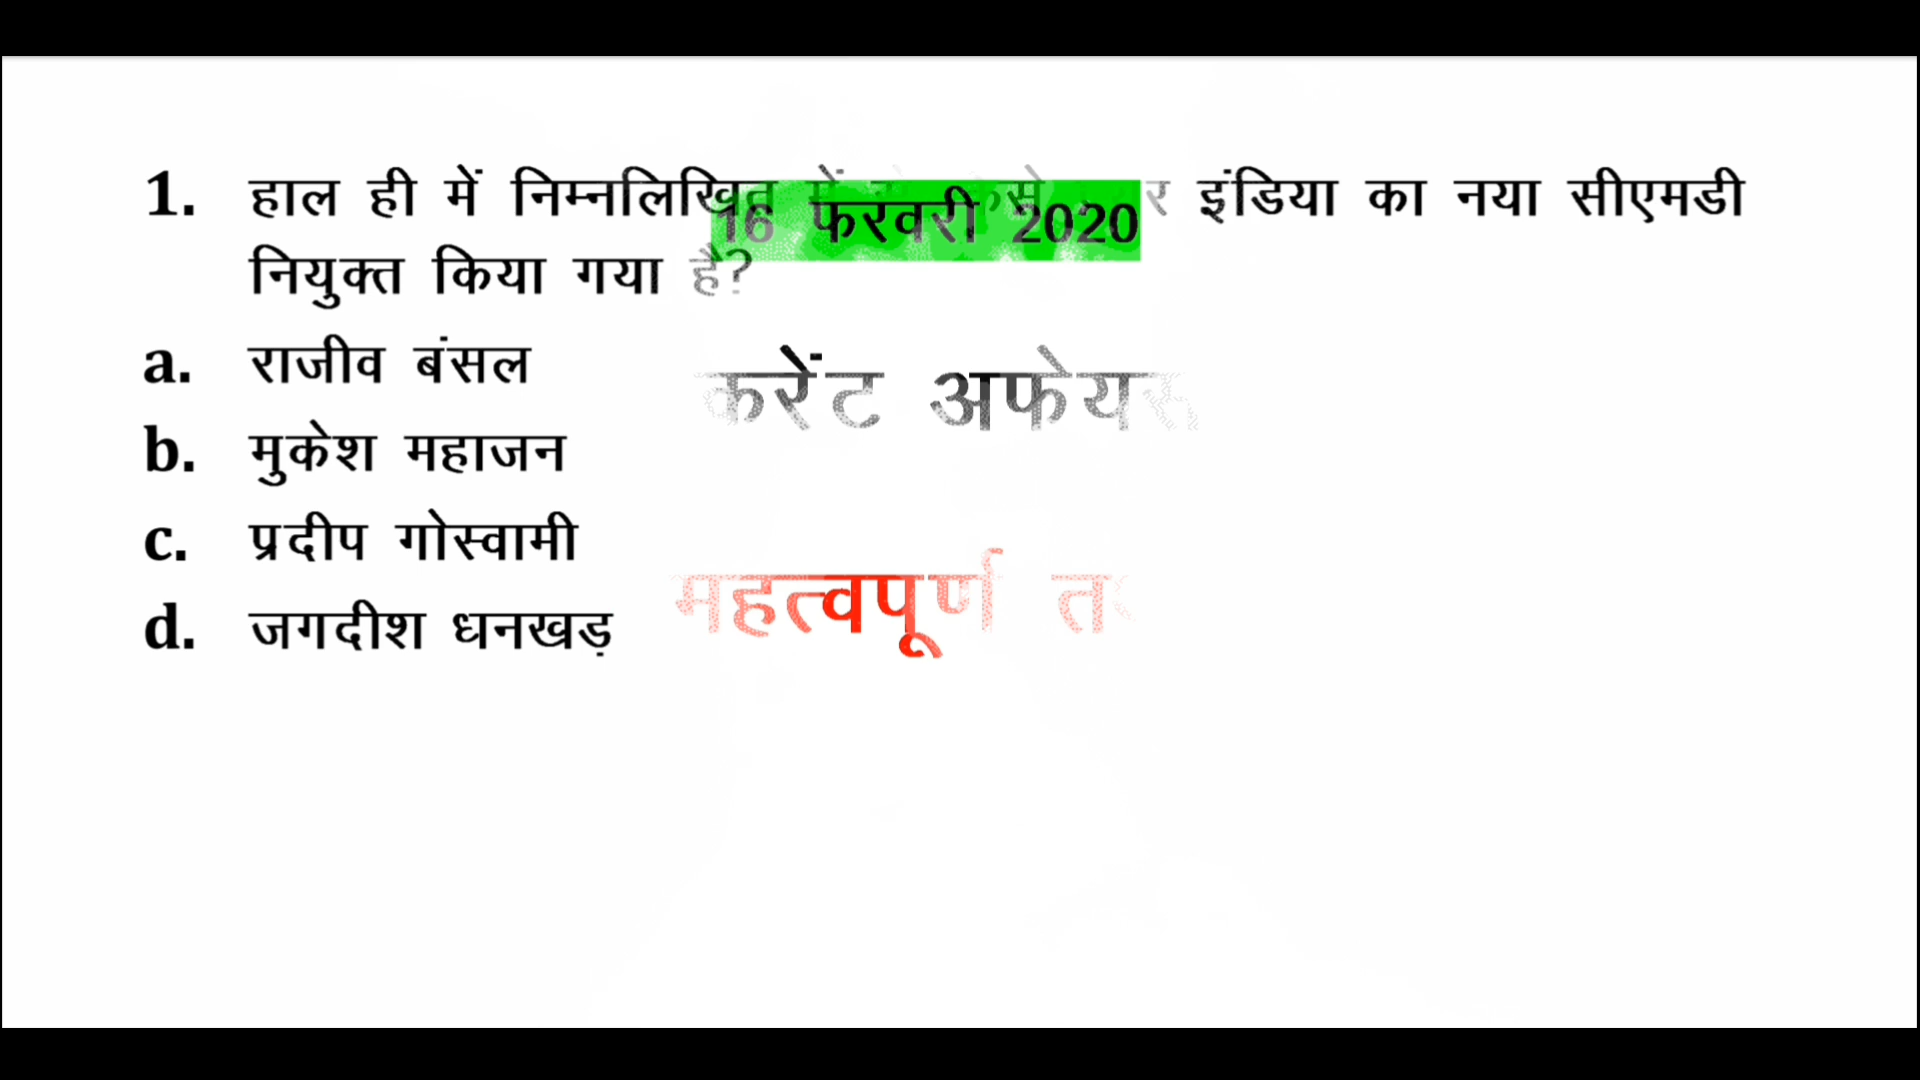 1. हाल ही में निम्नलिखित में से किसे एयर इंडिया का नया सीएमडी
नियुक्त किया गया है?
16 फरवरी 2020
a. राजीव बंसल
करेंट अफेयर्स
b. मुकेश महाजन
c. प्रदीप गोस्वामी
d. जगदीश धनखड़
महत्वपूर्ण